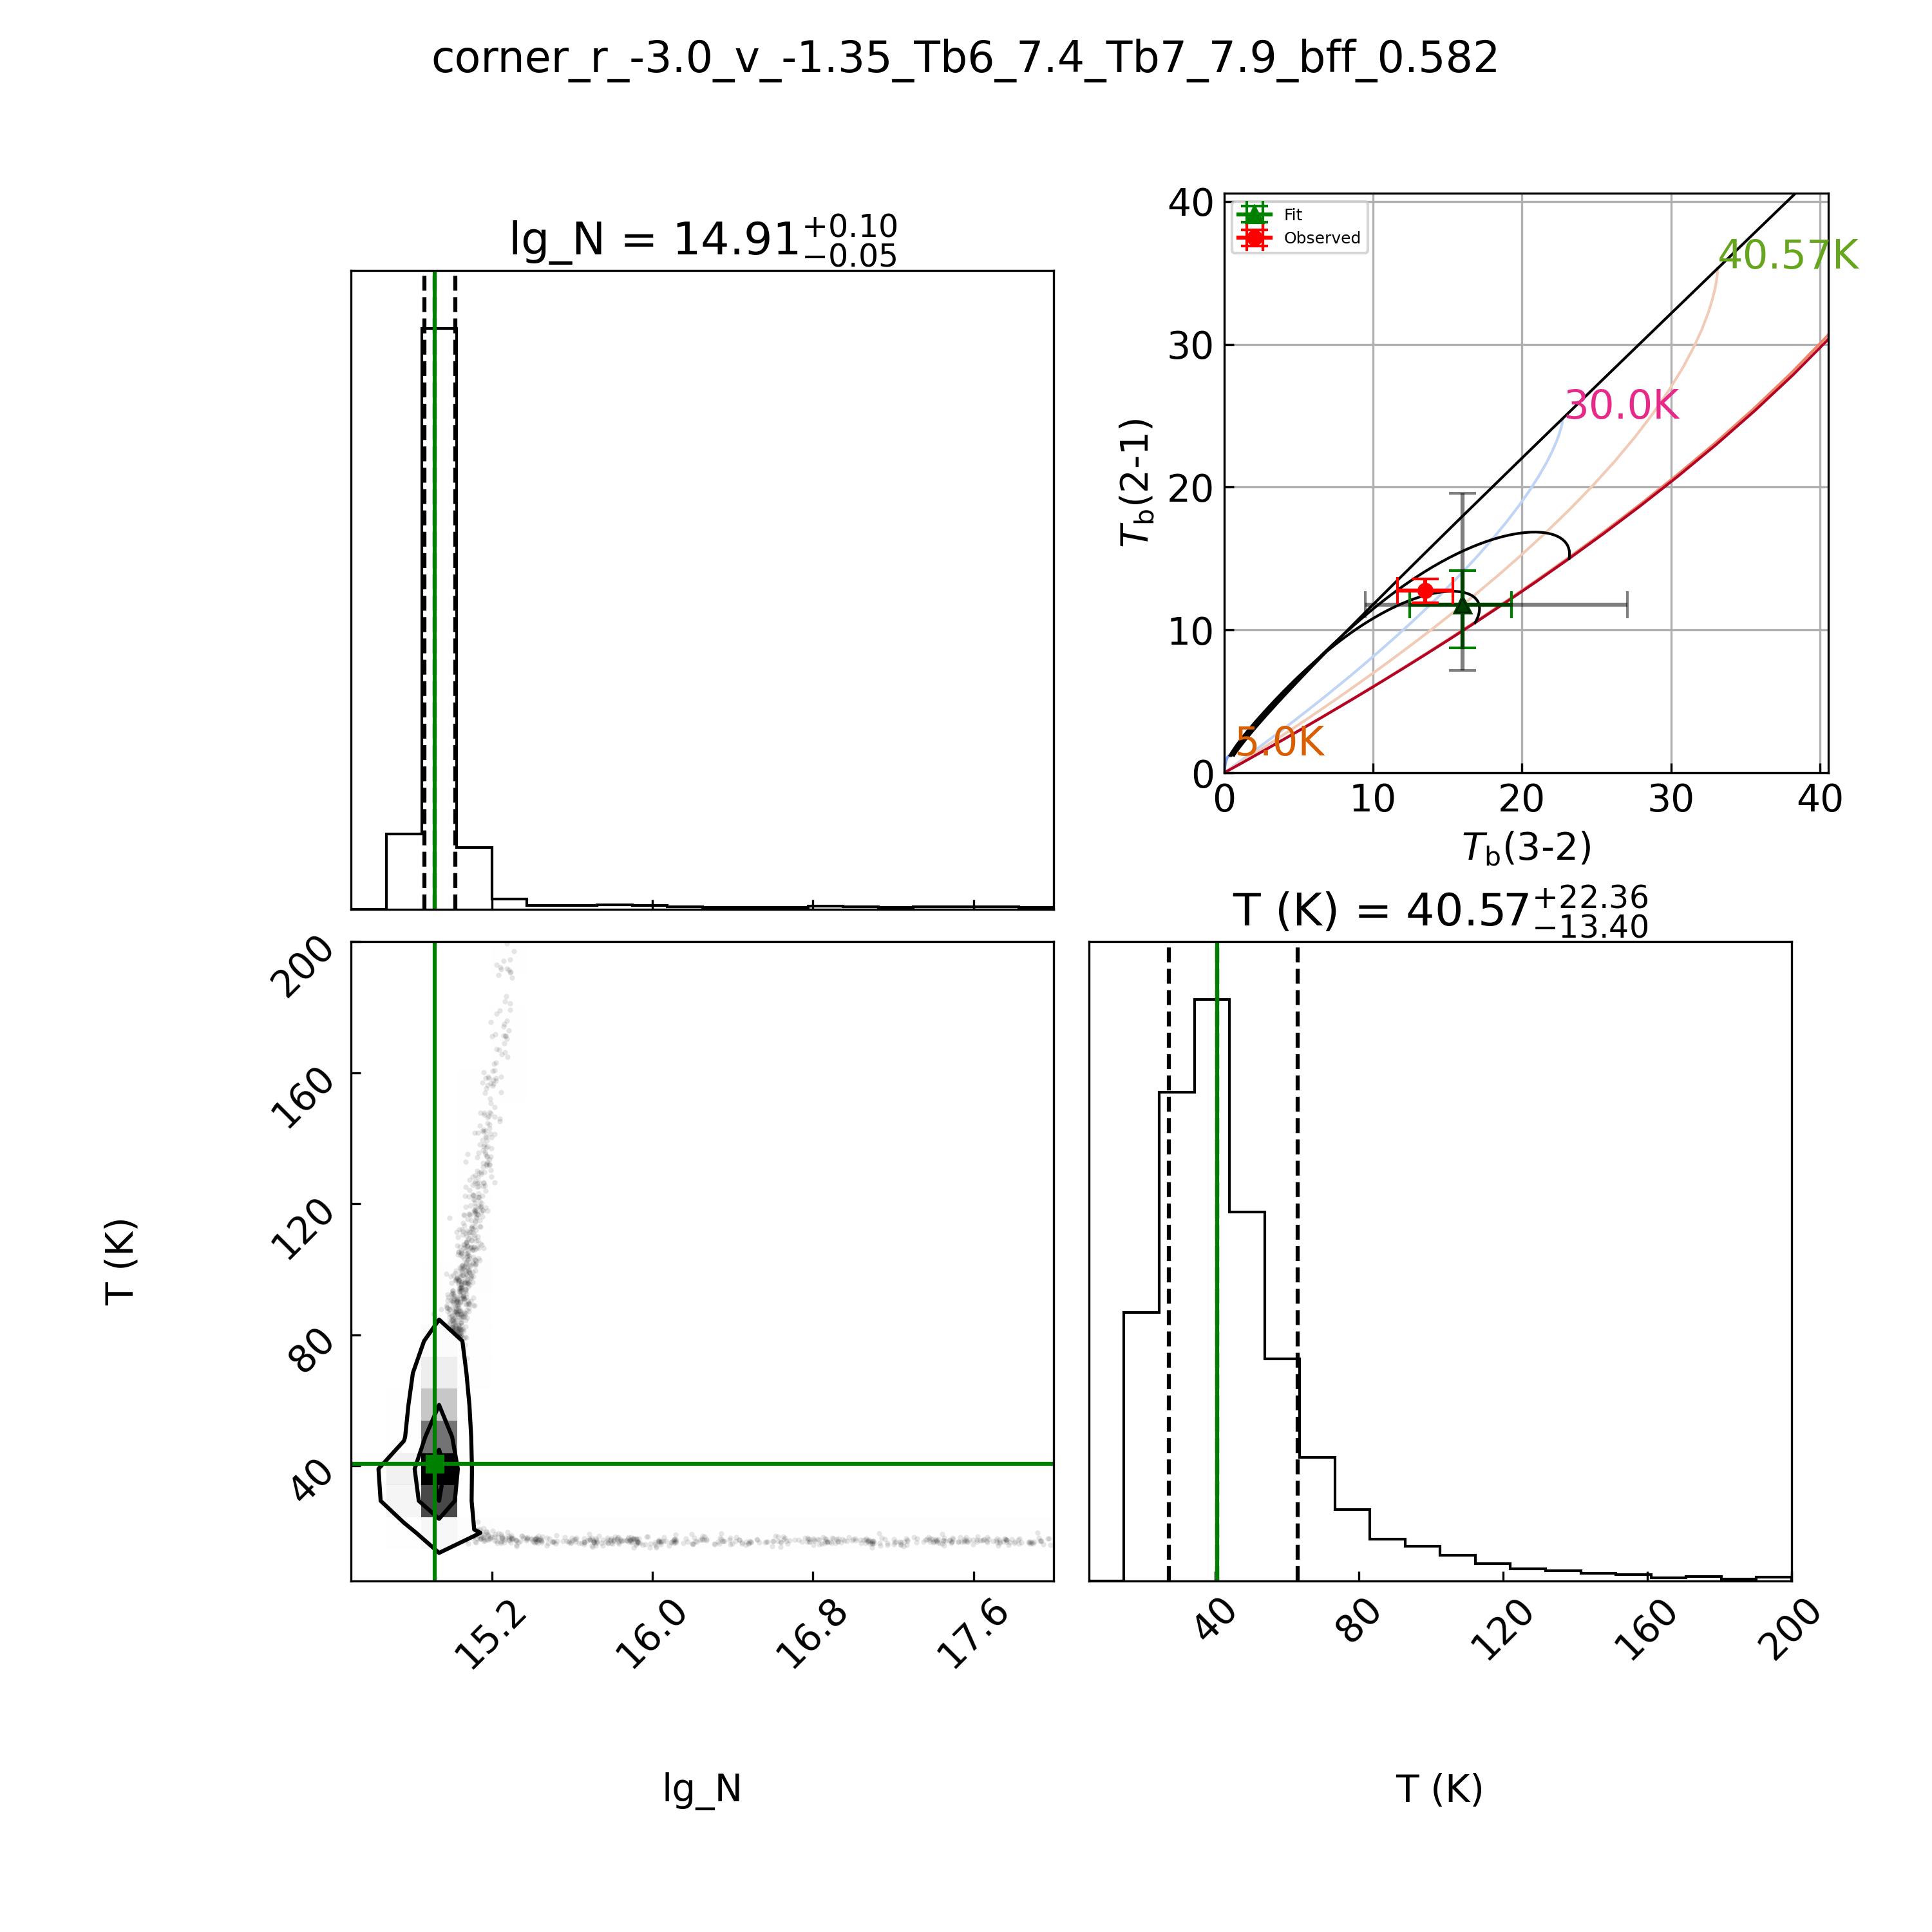 corner_r_-3.0_v_-1.35_Tb6_7.4_Tb7_7.9_bff_0.582
lg_N = 14.91 +0.10 −0.05
40
30
20
10
0
T_b(2-1)
Fit
Observed
40.57K
30.0K
5.0K
0 10 20 30 40
T_b(3-2)
T (K) = 40.57 +22.36 −13.40
200
160
120
80
40
T (K)
15.2 16.0 16.8 17.6
lg_N
40 80 120 160 200
T (K)